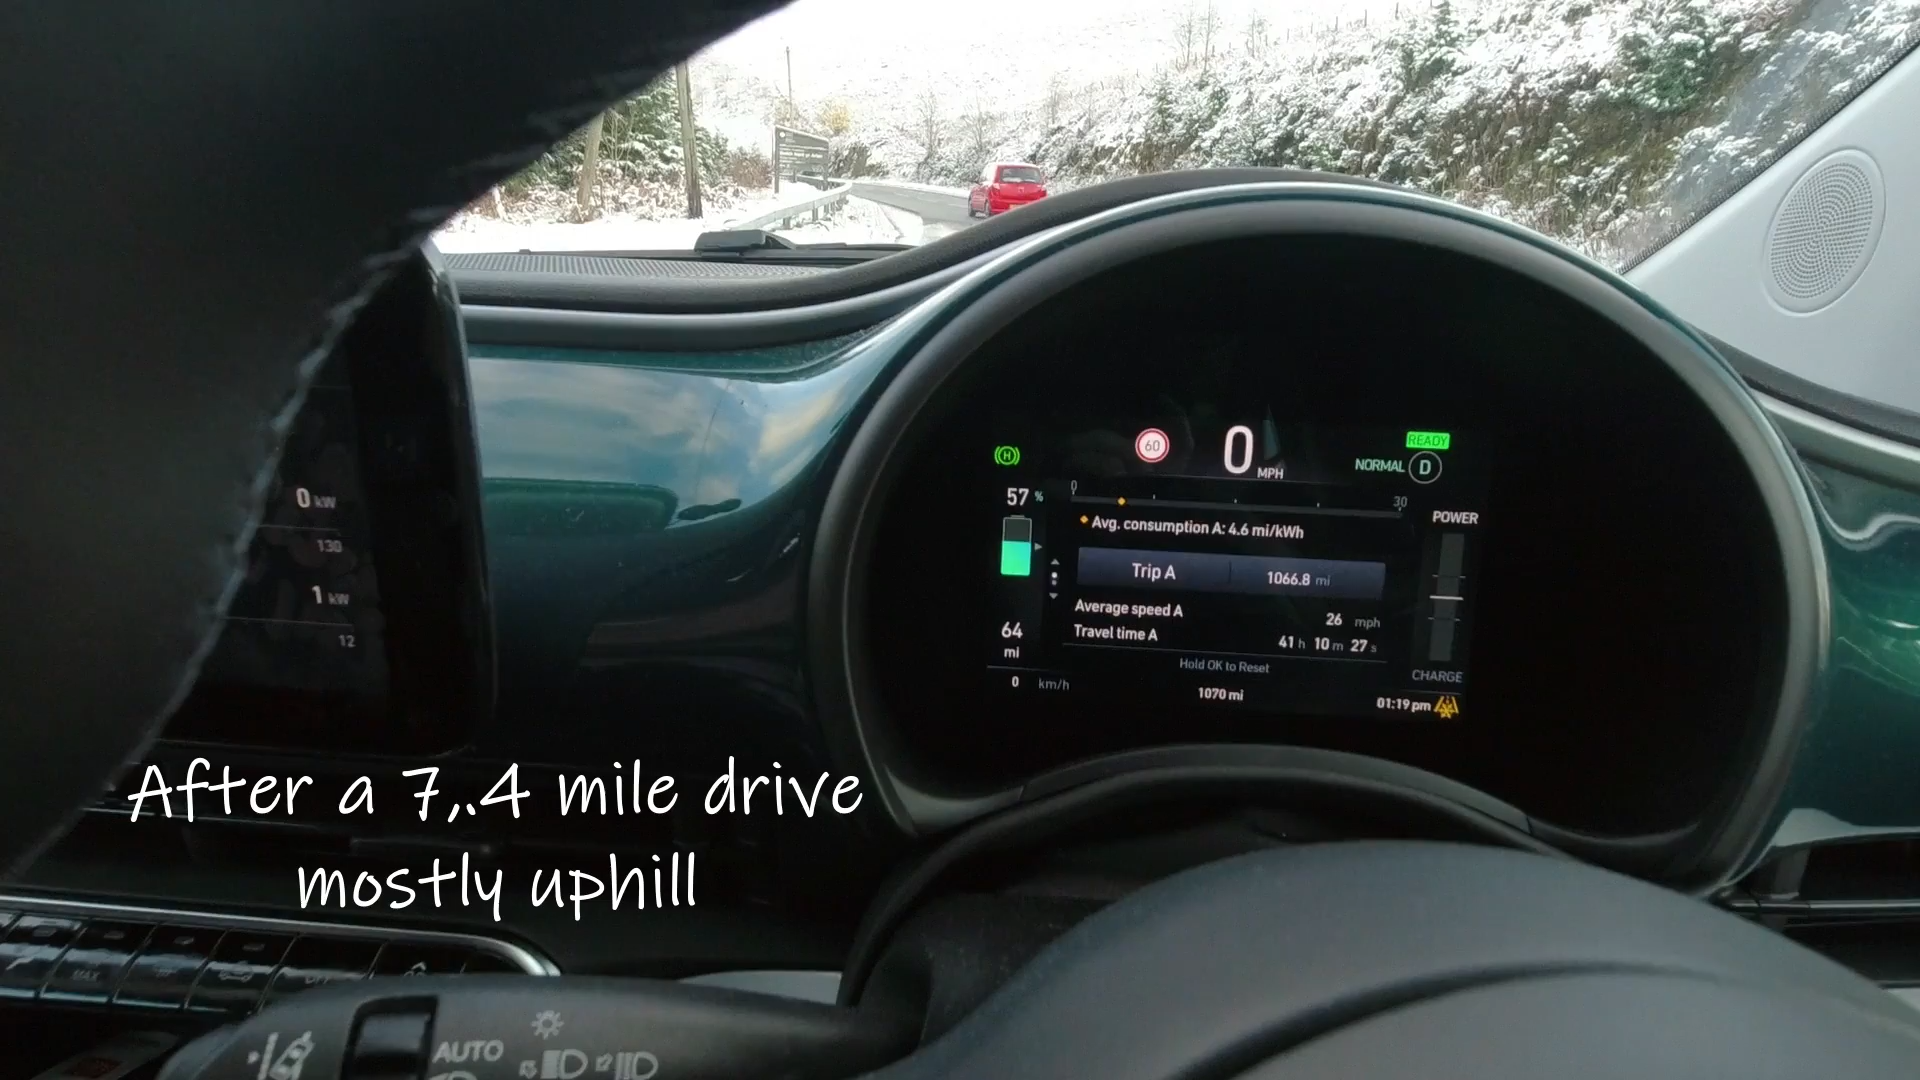 60
0 MPH
READY
NORMAL D
57 %
0 30
POWER
Avg. consumption A: 4.6 mi/kWh
Trip A 1066.8 mi
Average speed A 26 mph
Travel time A 41 h 10 m 27 s
64
mi
Hold OK to Reset
CHARGE
0 km/h
1070 mi
01:19 pm
0 kW
130
1 kW
12
After a 7,.4 mile drive
mostly uphill
MAX
AUTO